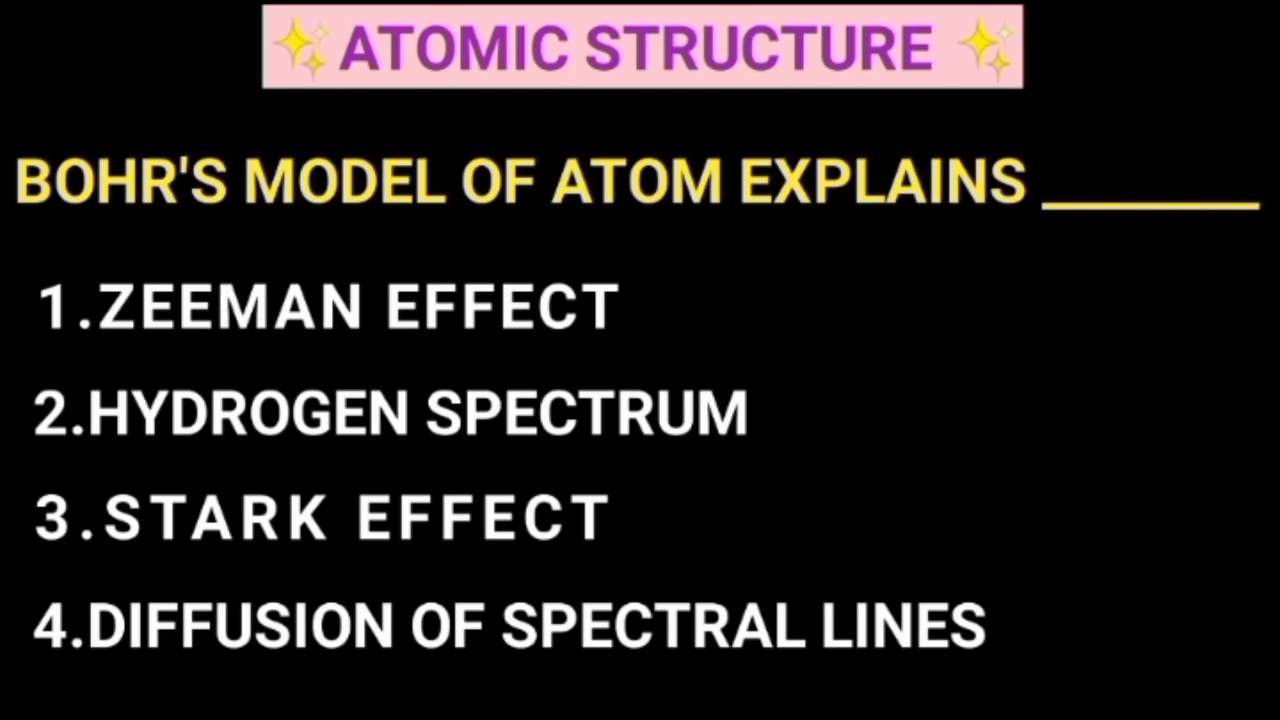 ✨ATOMIC STRUCTURE ✨
BOHR'S MODEL OF ATOM EXPLAINS ________
1.ZEEMAN EFFECT
2.HYDROGEN SPECTRUM
3.STARK EFFECT
4.DIFFUSION OF SPECTRAL LINES